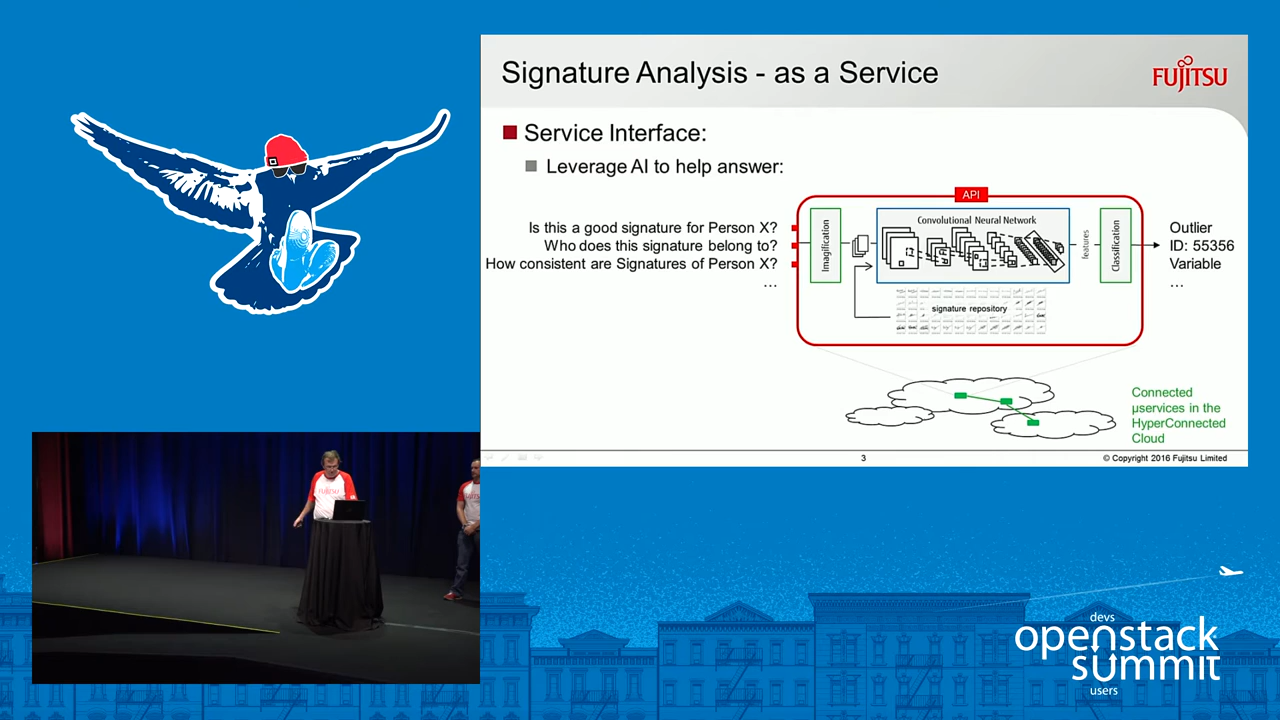 Signature Analysis - as a Service
FUJITSU
Service Interface:
Leverage AI to help answer:
API
Is this a good signature for Person X?
Who does this signature belong to?
How consistent are Signatures of Person X?
...
Imagification
Convolutional Neural Network
features
Classification
signature repository
Outlier
ID: 55356
Variable
...
Connected
µservices in the
HyperConnected
Cloud
3
© Copyright 2016 Fujitsu Limited
FUJITSU
devs
openstack
summit
users